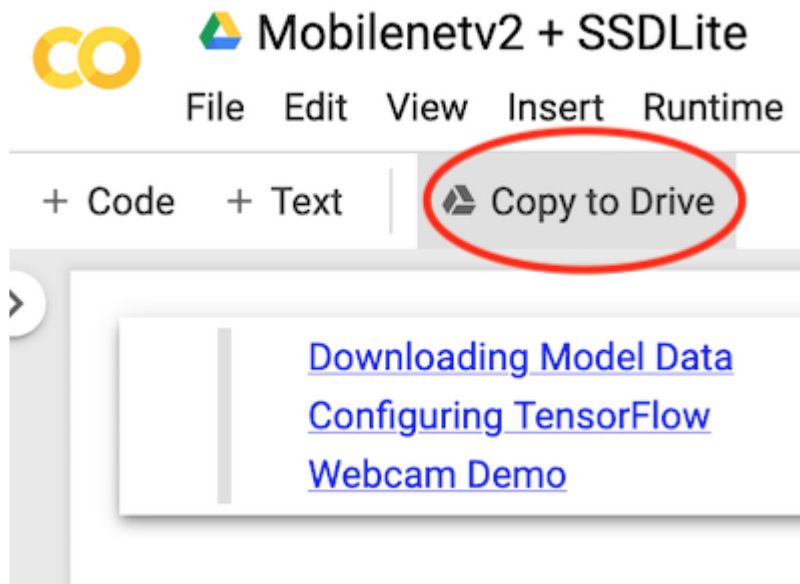 Mobilenetv2 + SSDLite
File Edit View Insert Runtime
+ Code + Text Copy to Drive
Downloading Model Data
Configuring TensorFlow
Webcam Demo